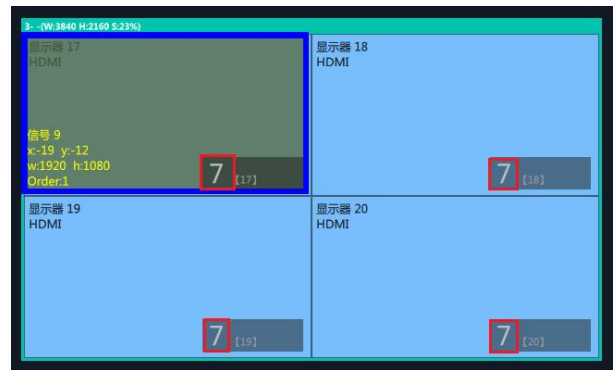 3- -(W:3840 H:2160 S:23%)
显示器 17
HDMI
信号 9
x:-19 y:-12
w:1920 h:1080
Order:1
7 【17】
显示器 18
HDMI
7 【18】
显示器 19
HDMI
7 【19】
显示器 20
HDMI
7 【20】